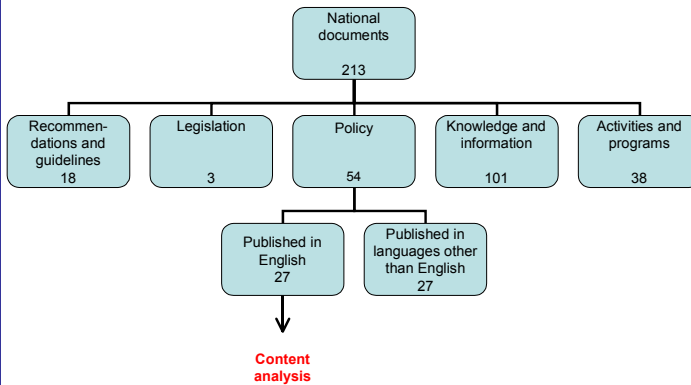 National
documents
213
Recommen-
dations and
guidelines
18
Legislation
3
Policy
54
Knowledge and
information
101
Activities and
programs
38
Published in
English
27
Published in
languages other
than English
27
Content
analysis